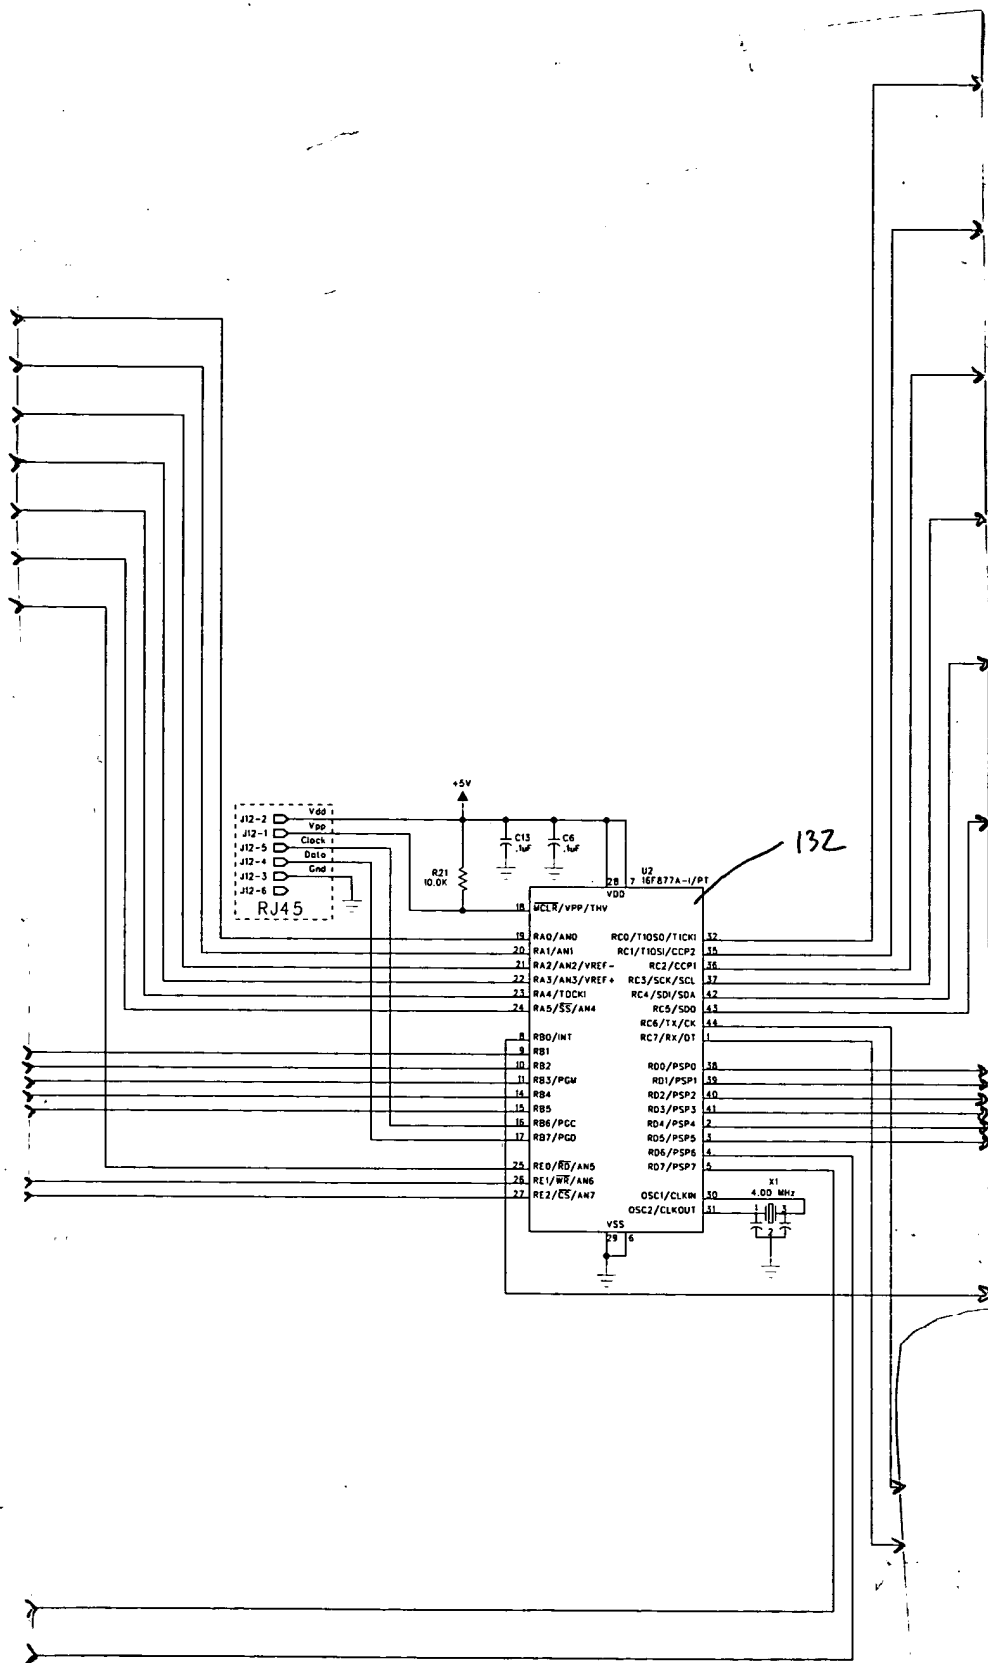 +5V
J12-2 Vdd
J12-1 Vpp
J12-5 Clock
J12-4 Data
J12-3 Gnd
J12-6
RJ45
R21
10.0K
C13
.1uF
C6
.1uF
132
U2
16F877A-I/PT
28 7
VDD
18 MCLR/VPP/THV
19 RA0/AN0
20 RA1/AN1
21 RA2/AN2/VREF-
22 RA3/AN3/VREF+
23 RA4/TOCKI
24 RA5/SS/AN4
8 RB0/INT
9 RB1
10 RB2
11 RB3/PGM
14 RB4
15 RB5
16 RB6/PGC
17 RB7/PGD
25 RE0/RD/AN5
26 RE1/WR/AN6
27 RE2/CS/AN7
RC0/T1OSO/T1CKI 32
RC1/T1OSI/CCP2 35
RC2/CCP1 36
RC3/SCK/SCL 37
RC4/SDI/SDA 42
RC5/SDO 43
RC6/TX/CK 44
RC7/RX/DT 1
RD0/PSP0 38
RD1/PSP1 39
RD2/PSP2 40
RD3/PSP3 41
RD4/PSP4 2
RD5/PSP5 3
RD6/PSP6 4
RD7/PSP7 5
OSC1/CLKIN 30
OSC2/CLKOUT 31
X1
4.00 MHz
1 3
2
VSS
29 6